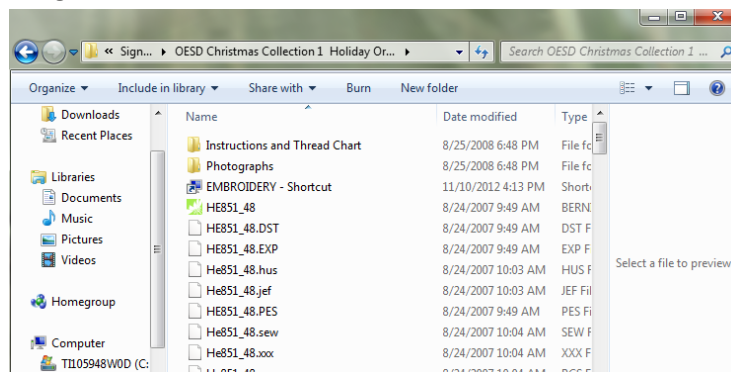 « Sign... ▸ OESD Christmas Collection 1 Holiday Or... ▸
Search OESD Christmas Collection 1 ...
Organize ▾ Include in library ▾ Share with ▾ Burn New folder
Downloads
Recent Places
Libraries
Documents
Music
Pictures
Videos
Homegroup
Computer
TI105948W0D (C:
Name Date modified Type
Instructions and Thread Chart 8/25/2008 6:48 PM File fo
Photographs 8/25/2008 6:48 PM File fo
EMBROIDERY - Shortcut 11/10/2012 4:13 PM Short
HE851_48 8/24/2007 9:49 AM BERN
HE851_48.DST 8/24/2007 9:49 AM DST F
HE851_48.EXP 8/24/2007 9:49 AM EXP F
He851_48.hus 8/24/2007 10:03 AM HUS F
He851_48.jef 8/24/2007 10:03 AM JEF Fil
HE851_48.PES 8/24/2007 9:49 AM PES Fi
He851_48.sew 8/24/2007 10:04 AM SEW F
He851_48.xxx 8/24/2007 10:04 AM XXX F
Select a file to preview